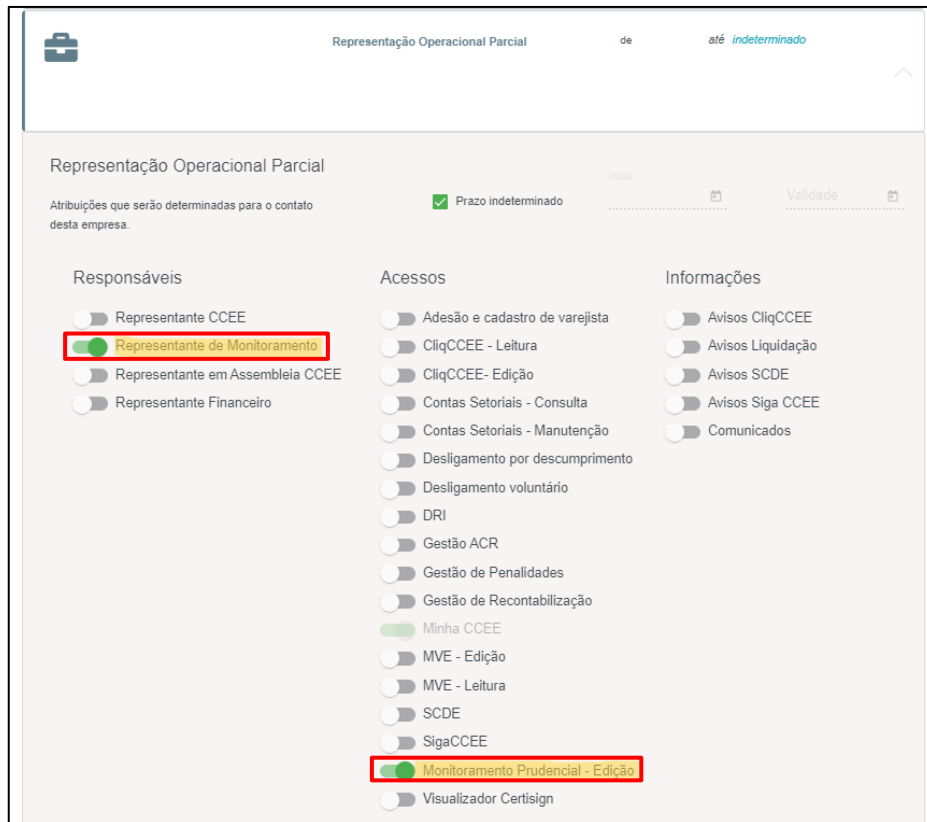 Representação Operacional Parcial de até indeterminado
Representação Operacional Parcial
Atribuições que serão determinadas para o contato
desta empresa.
Prazo indeterminado
Início
Validade
Responsáveis
Representante CCEE
Representante de Monitoramento
Representante em Assembleia CCEE
Representante Financeiro
Acessos
Adesão e cadastro de varejista
CliqCCEE - Leitura
CliqCCEE- Edição
Contas Setoriais - Consulta
Contas Setoriais - Manutenção
Desligamento por descumprimento
Desligamento voluntário
DRI
Gestão ACR
Gestão de Penalidades
Gestão de Recontabilização
Minha CCEE
MVE - Edição
MVE - Leitura
SCDE
SigaCCEE
Monitoramento Prudencial - Edição
Visualizador Certisign
Informações
Avisos CliqCCEE
Avisos Liquidação
Avisos SCDE
Avisos Siga CCEE
Comunicados